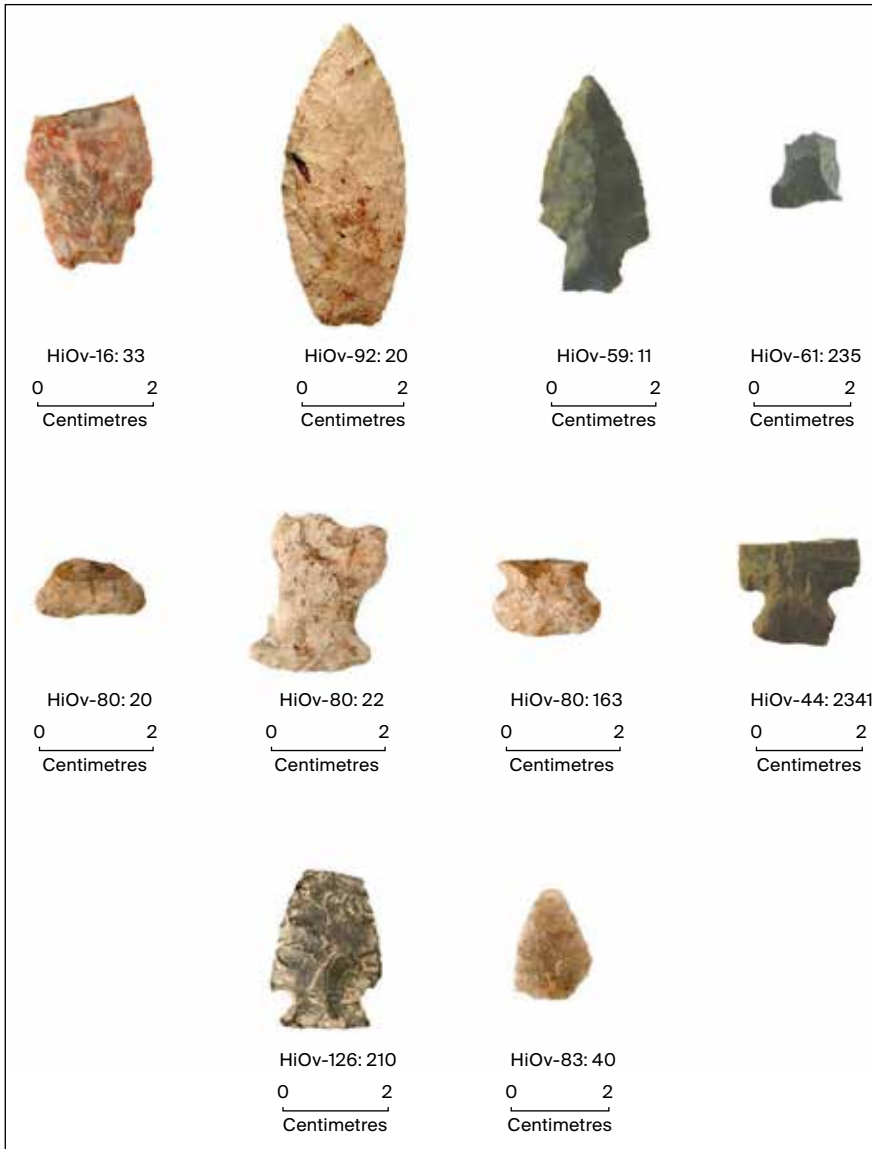 HiOv-16: 33
HiOv-92: 20
HiOv-59: 11
HiOv-61: 235
0 2
0 2
0 2
0 2
Centimetres
Centimetres
Centimetres
Centimetres
HiOv-80: 20
HiOv-80: 22
HiOv-80: 163
HiOv-44: 2341
0 2
0 2
0 2
0 2
Centimetres
Centimetres
Centimetres
Centimetres
HiOv-126: 210
HiOv-83: 40
0 2
0 2
Centimetres
Centimetres